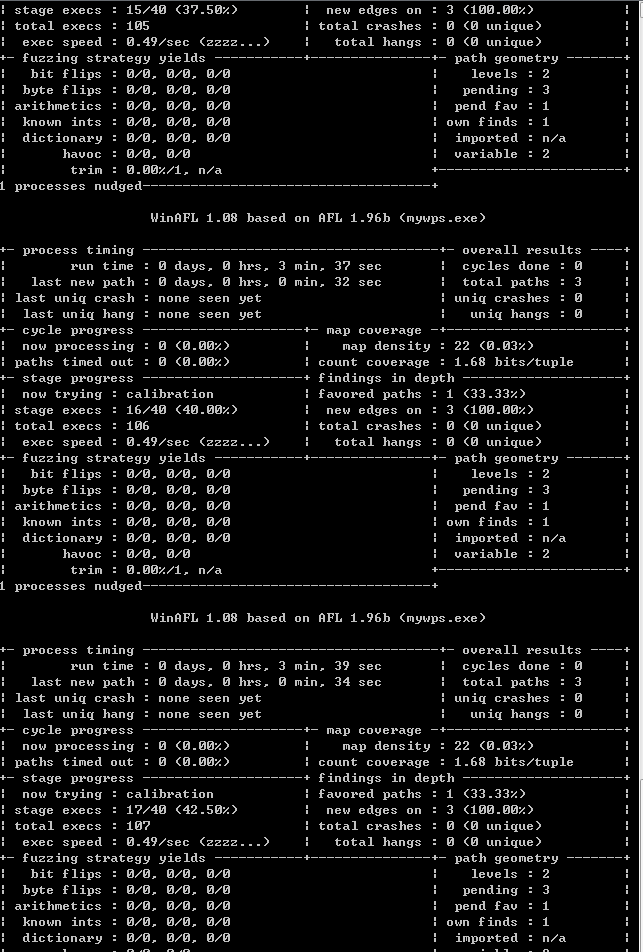 stage execs : 15/40 (37.50%) new edges on : 3 (100.00%)
total execs : 105 total crashes : 0 (0 unique)
exec speed : 0.49/sec (zzzz...) total hangs : 0 (0 unique)
fuzzing strategy yields path geometry
bit flips : 0/0, 0/0, 0/0 levels : 2
byte flips : 0/0, 0/0, 0/0 pending : 3
arithmetics : 0/0, 0/0, 0/0 pend fav : 1
known ints : 0/0, 0/0, 0/0 own finds : 1
dictionary : 0/0, 0/0, 0/0 imported : n/a
havoc : 0/0, 0/0 variable : 2
trim : 0.00%/1, n/a
1 processes nudged
WinAFL 1.08 based on AFL 1.96b (mywps.exe)
process timing overall results
run time : 0 days, 0 hrs, 3 min, 37 sec cycles done : 0
last new path : 0 days, 0 hrs, 0 min, 32 sec total paths : 3
last uniq crash : none seen yet uniq crashes : 0
last uniq hang : none seen yet uniq hangs : 0
cycle progress map coverage
now processing : 0 (0.00%) map density : 22 (0.03%)
paths timed out : 0 (0.00%) count coverage : 1.68 bits/tuple
stage progress findings in depth
now trying : calibration favored paths : 1 (33.33%)
stage execs : 16/40 (40.00%) new edges on : 3 (100.00%)
total execs : 106 total crashes : 0 (0 unique)
exec speed : 0.49/sec (zzzz...) total hangs : 0 (0 unique)
fuzzing strategy yields path geometry
bit flips : 0/0, 0/0, 0/0 levels : 2
byte flips : 0/0, 0/0, 0/0 pending : 3
arithmetics : 0/0, 0/0, 0/0 pend fav : 1
known ints : 0/0, 0/0, 0/0 own finds : 1
dictionary : 0/0, 0/0, 0/0 imported : n/a
havoc : 0/0, 0/0 variable : 2
trim : 0.00%/1, n/a
1 processes nudged
WinAFL 1.08 based on AFL 1.96b (mywps.exe)
process timing overall results
run time : 0 days, 0 hrs, 3 min, 39 sec cycles done : 0
last new path : 0 days, 0 hrs, 0 min, 34 sec total paths : 3
last uniq crash : none seen yet uniq crashes : 0
last uniq hang : none seen yet uniq hangs : 0
cycle progress map coverage
now processing : 0 (0.00%) map density : 22 (0.03%)
paths timed out : 0 (0.00%) count coverage : 1.68 bits/tuple
stage progress findings in depth
now trying : calibration favored paths : 1 (33.33%)
stage execs : 17/40 (42.50%) new edges on : 3 (100.00%)
total execs : 107 total crashes : 0 (0 unique)
exec speed : 0.49/sec (zzzz...) total hangs : 0 (0 unique)
fuzzing strategy yields path geometry
bit flips : 0/0, 0/0, 0/0 levels : 2
byte flips : 0/0, 0/0, 0/0 pending : 3
arithmetics : 0/0, 0/0, 0/0 pend fav : 1
known ints : 0/0, 0/0, 0/0 own finds : 1
dictionary : 0/0, 0/0, 0/0 imported : n/a